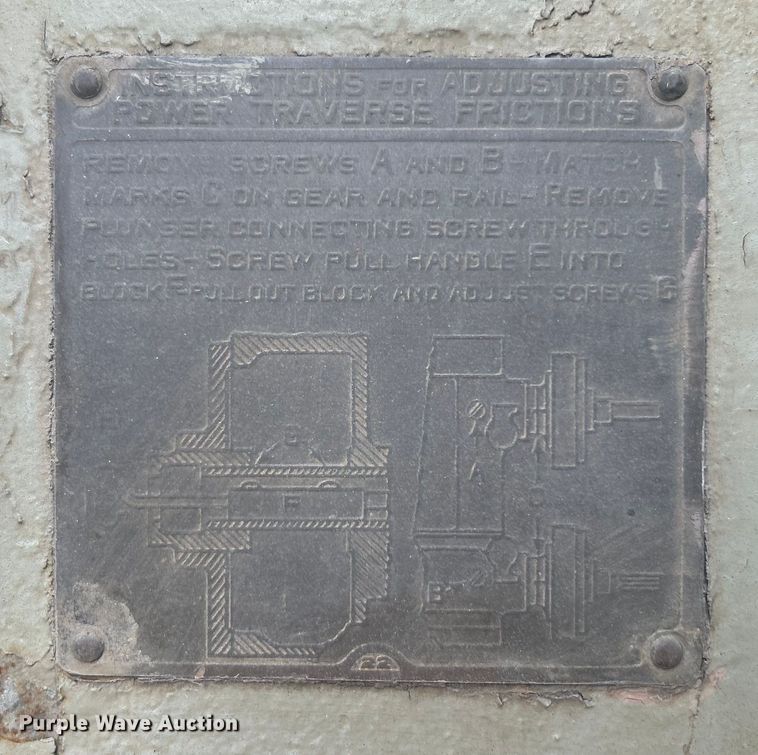 INSTRUCTIONS FOR ADJUSTING
POWER TRAVERSE FRICTIONS
REMOVE SCREWS A AND B-MATCH
MARKS C ON GEAR AND RAIL-REMOVE
PLUNGER CONNECTING SCREW THROUGH
HOLES-SCREW PULL HANDLE E INTO
BLOCK F-PULL OUT BLOCK AND ADJUST SCREWS G
G
F
A
C
B
Purple Wave Auction